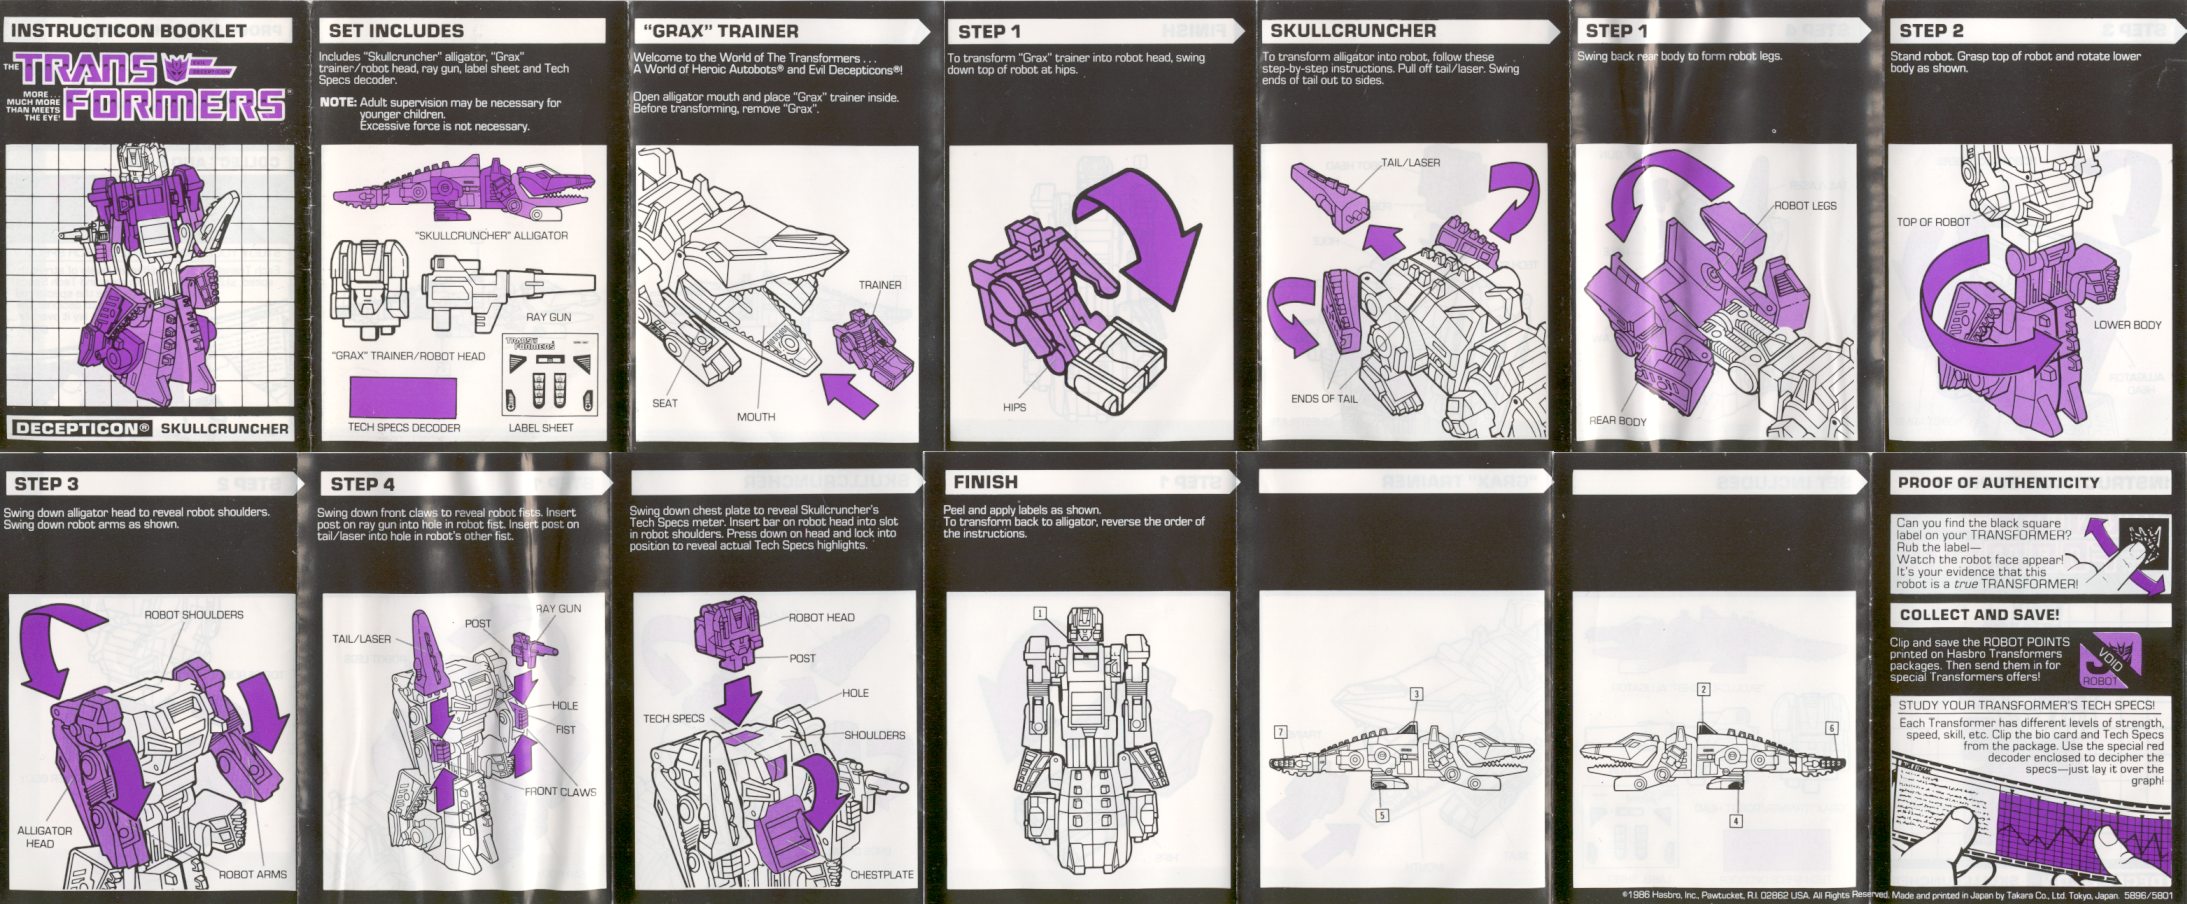 INSTRUCTICON BOOKLET
THE TRANSFORMERS
EVIL DECEPTICON
MORE...
MUCH MORE
THAN MEETS
THE EYE!
DECEPTICON® SKULLCRUNCHER
SET INCLUDES
Includes "Skullcruncher" alligator, "Grax"
trainer/robot head, ray gun, label sheet and Tech
Specs decoder.
NOTE: Adult supervision may be necessary for
younger children.
Excessive force is not necessary.
"SKULLCRUNCHER" ALLIGATOR
RAY GUN
"GRAX" TRAINER/ROBOT HEAD
TRANSFORMERS
TECH SPECS DECODER
LABEL SHEET
"GRAX" TRAINER
Welcome to the World of The Transformers . . .
A World of Heroic Autobots® and Evil Decepticons®!
Open alligator mouth and place "Grax" trainer inside.
Before transforming, remove "Grax".
TRAINER
SEAT
MOUTH
STEP 1
To transform "Grax" trainer into robot head, swing
down top of robot at hips.
HIPS
SKULLCRUNCHER
To transform alligator into robot, follow these
step-by-step instructions. Pull off tail/laser. Swing
ends of tail out to sides.
TAIL/LASER
ENDS OF TAIL
STEP 1
Swing back rear body to form robot legs.
ROBOT LEGS
REAR BODY
STEP 2
Stand robot. Grasp top of robot and rotate lower
body as shown.
TOP OF ROBOT
LOWER BODY
STEP 3
Swing down alligator head to reveal robot shoulders.
Swing down robot arms as shown.
ROBOT SHOULDERS
ALLIGATOR
HEAD
ROBOT ARMS
STEP 4
Swing down front claws to reveal robot fists. Insert
post on ray gun into hole in robot fist. Insert post on
tail/laser into hole in robot's other fist.
RAY GUN
POST
TAIL/LASER
HOLE
FIST
FRONT CLAWS
Swing down chest plate to reveal Skullcruncher's
Tech Specs meter. Insert bar on robot head into slot
in robot shoulders. Press down on head and lock into
position to reveal actual Tech Specs highlights.
ROBOT HEAD
POST
HOLE
TECH SPECS
SHOULDERS
CHESTPLATE
FINISH
Peel and apply labels as shown.
To transform back to alligator, reverse the order of
the instructions.
1
3
7
5
2
6
4
PROOF OF AUTHENTICITY
Can you find the black square
label on your TRANSFORMER?
Rub the label—
Watch the robot face appear!
It's your evidence that this
robot is a true TRANSFORMER!
COLLECT AND SAVE!
Clip and save the ROBOT POINTS
printed on Hasbro Transformers
packages. Then send them in for
special Transformers offers!
VOID
ROBOT
STUDY YOUR TRANSFORMER'S TECH SPECS!
Each Transformer has different levels of strength,
speed, skill, etc. Clip the bio card and Tech Specs
from the package. Use the special red
decoder enclosed to decipher the
specs—just lay it over the
graph!
©1986 Hasbro, Inc., Pawtucket, R.I. 02862 USA. All Rights Reserved. Made and printed in Japan by Takara Co., Ltd. Tokyo, Japan. 5896/5801